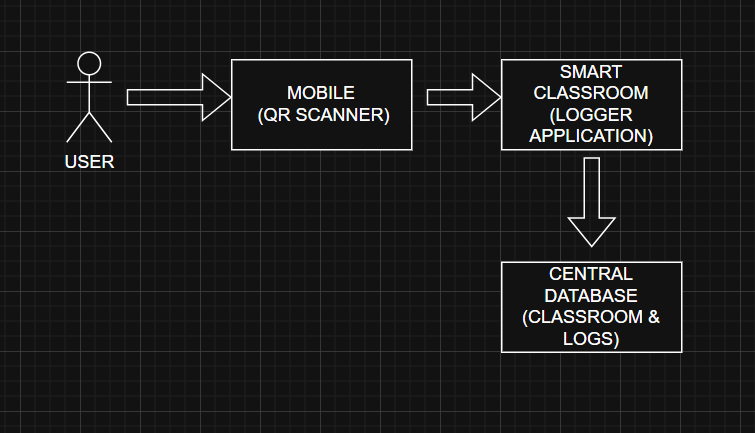 USER
MOBILE
(QR SCANNER)
SMART
CLASSROOM
(LOGGER
APPLICATION)
CENTRAL
DATABASE
(CLASSROOM &
LOGS)